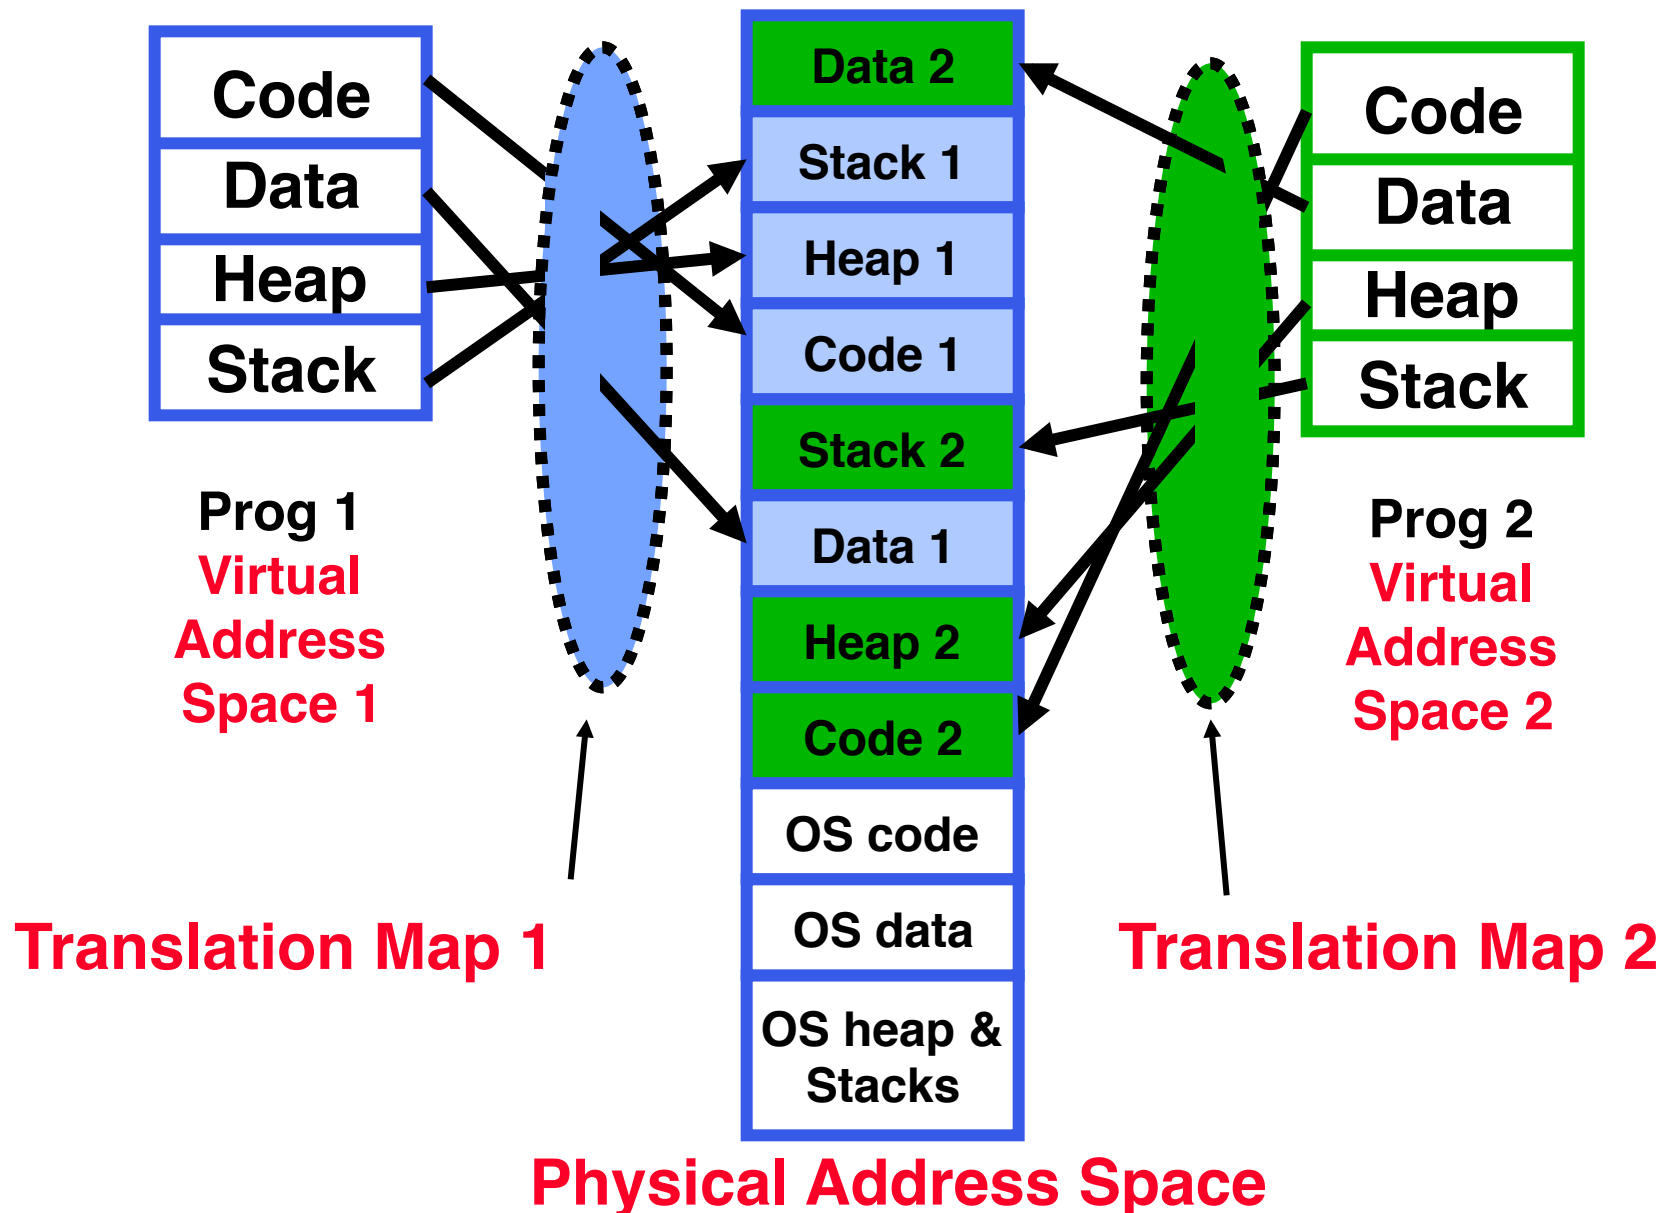 Code
Data
Heap
Stack
Prog 1
Virtual
Address
Space 1
Translation Map 1
Data 2
Stack 1
Heap 1
Code 1
Stack 2
Data 1
Heap 2
Code 2
OS code
OS data
OS heap &
Stacks
Physical Address Space
Code
Data
Heap
Stack
Prog 2
Virtual
Address
Space 2
Translation Map 2